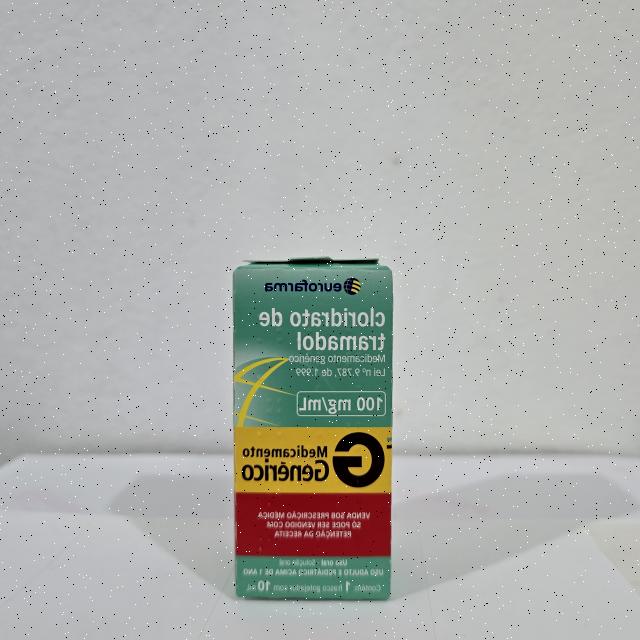 eurofarma
cloridrato de
tramadol
Medicamento genérico
Lei nº 9.787, de 1.999
100 mg/mL
G Medicamento
Genérico
VENDA SOB PRESCRIÇÃO MÉDICA
SÓ PODE SER VENDIDO COM
RETENÇÃO DA RECEITA
Uso oral - Solução oral
USO ADULTO E PEDIÁTRICO ACIMA DE 1 ANO
Contém: 1 frasco gotejador com 10 mL